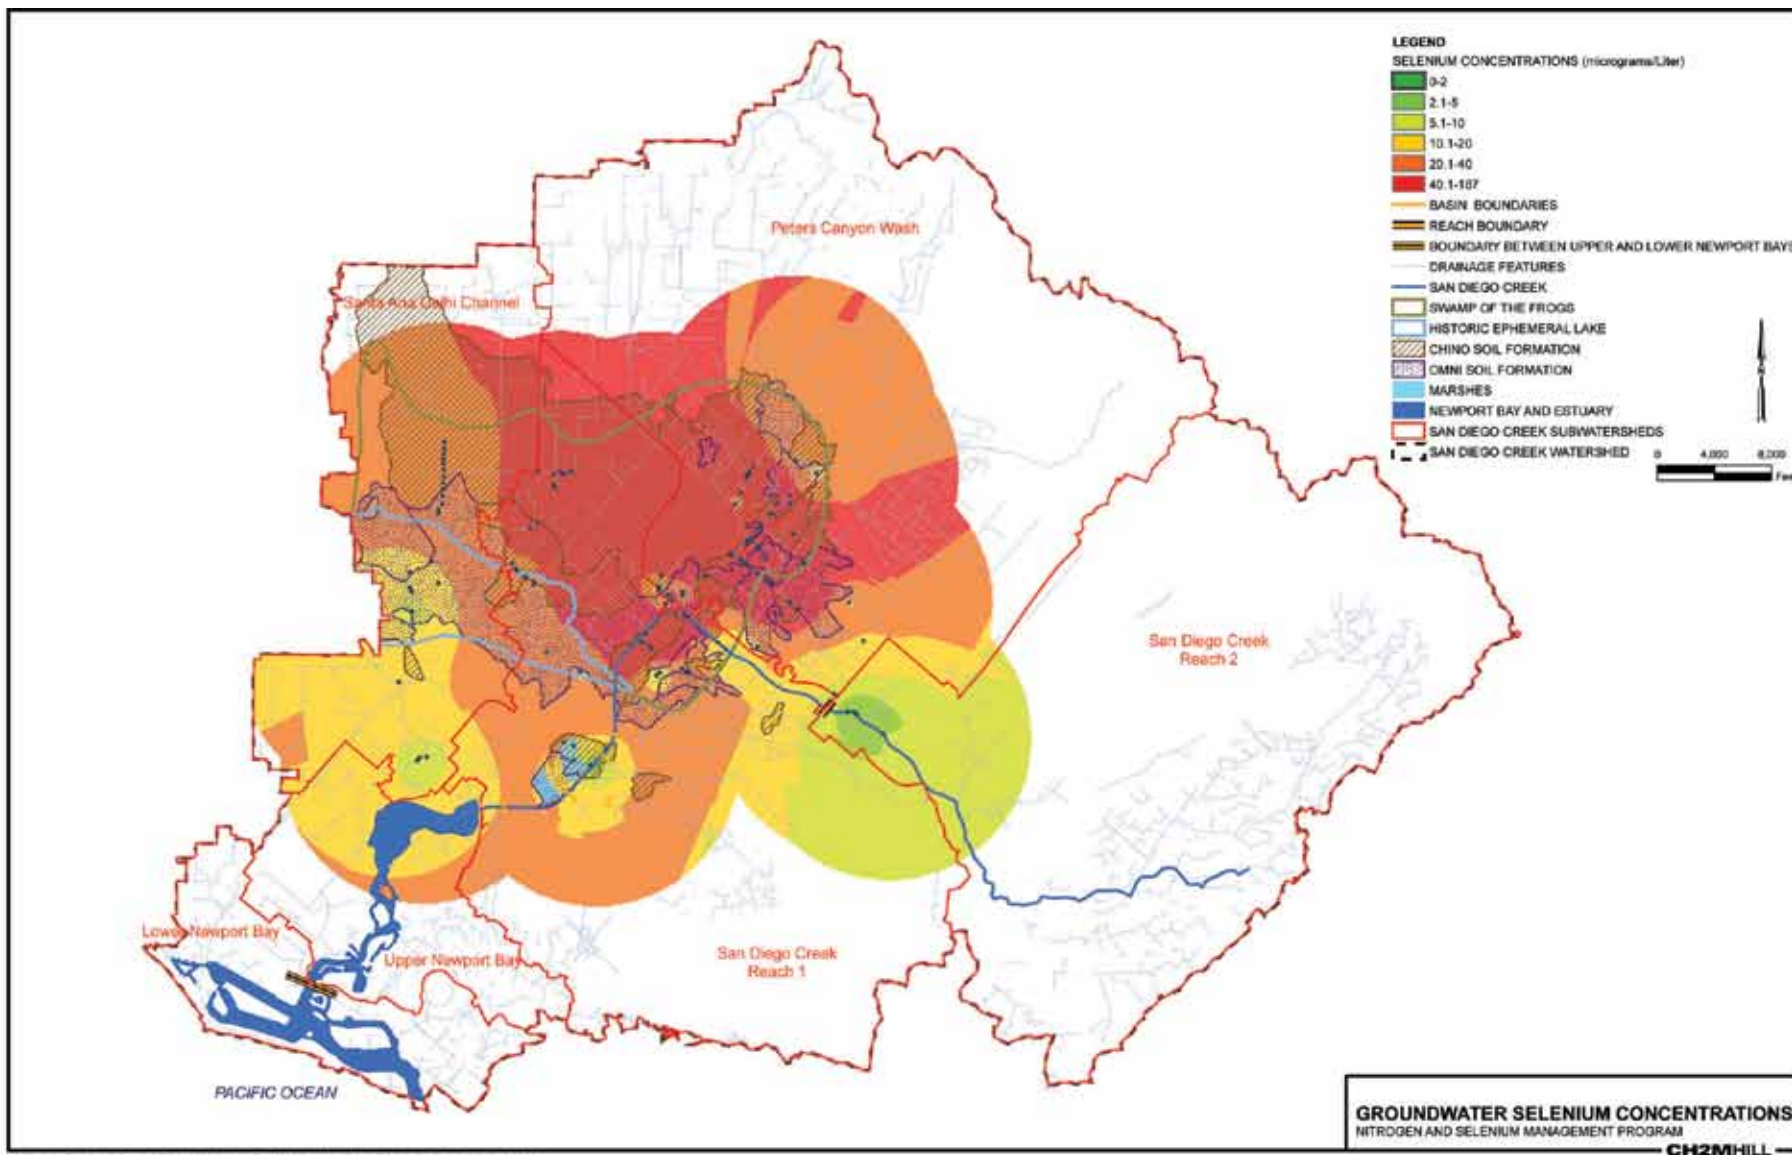 LEGEND
SELENIUM CONCENTRATIONS (micrograms/Liter)
0-2
2.1-5
5.1-10
10.1-20
20.1-40
40.1-187
BASIN BOUNDARIES
REACH BOUNDARY
BOUNDARY BETWEEN UPPER AND LOWER NEWPORT BAYS
DRAINAGE FEATURES
SAN DIEGO CREEK
SWAMP OF THE FROGS
HISTORIC EPHEMERAL LAKE
CHINO SOIL FORMATION
OMNI SOIL FORMATION
MARSHES
NEWPORT BAY AND ESTUARY
SAN DIEGO CREEK SUBWATERSHEDS
SAN DIEGO CREEK WATERSHED
0 4,000 8,000
Feet
Peters Canyon Wash
Santa Ana Delhi Channel
San Diego Creek
Reach 2
San Diego Creek
Reach 1
Lower Newport Bay
Upper Newport Bay
PACIFIC OCEAN
GROUNDWATER SELENIUM CONCENTRATIONS
NITROGEN AND SELENIUM MANAGEMENT PROGRAM
CH2MHILL